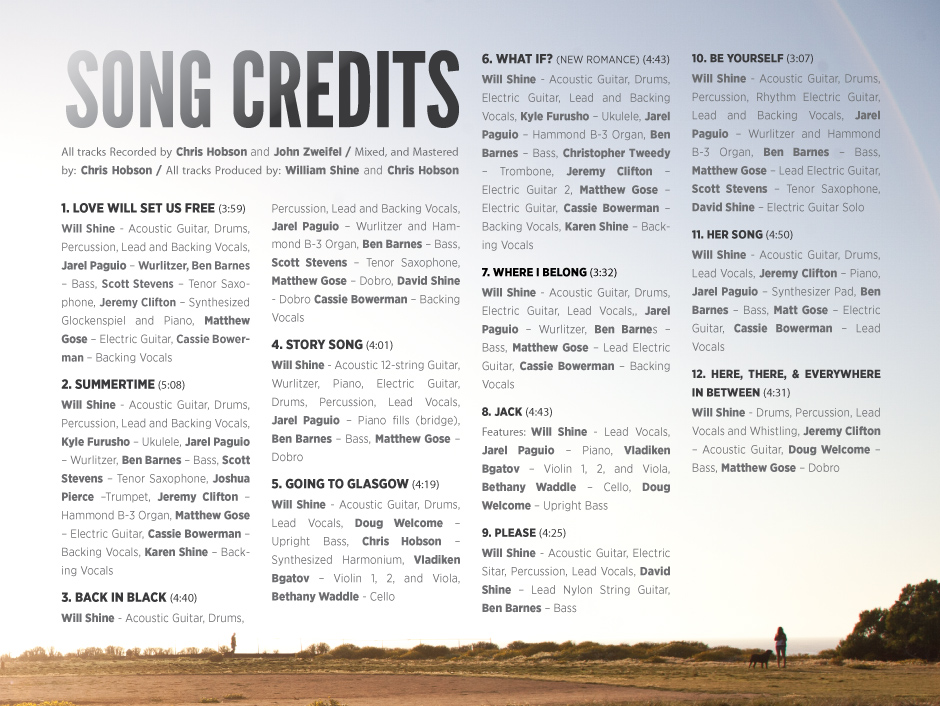 SONG CREDITS
All tracks Recorded by Chris Hobson and John Zweifel / Mixed, and Mastered
by: Chris Hobson / All tracks Produced by: William Shine and Chris Hobson
1. LOVE WILL SET US FREE (3:59)
Will Shine - Acoustic Guitar, Drums,
Percussion, Lead and Backing Vocals,
Jarel Paguio – Wurlitzer, Ben Barnes
– Bass, Scott Stevens – Tenor Saxo-
phone, Jeremy Clifton – Synthesized
Glockenspiel and Piano, Matthew
Gose – Electric Guitar, Cassie Bower-
man – Backing Vocals
2. SUMMERTIME (5:08)
Will Shine - Acoustic Guitar, Drums,
Percussion, Lead and Backing Vocals,
Kyle Furusho – Ukulele, Jarel Paguio
– Wurlitzer, Ben Barnes – Bass, Scott
Stevens – Tenor Saxophone, Joshua
Pierce –Trumpet, Jeremy Clifton –
Hammond B-3 Organ, Matthew Gose
– Electric Guitar, Cassie Bowerman –
Backing Vocals, Karen Shine – Back-
ing Vocals
3. BACK IN BLACK (4:40)
Will Shine - Acoustic Guitar, Drums,
Percussion, Lead and Backing Vocals,
Jarel Paguio – Wurlitzer and Ham-
mond B-3 Organ, Ben Barnes – Bass,
Scott Stevens – Tenor Saxophone,
Matthew Gose – Dobro, David Shine
- Dobro Cassie Bowerman – Backing
Vocals
4. STORY SONG (4:01)
Will Shine - Acoustic 12-string Guitar,
Wurlitzer, Piano, Electric Guitar,
Drums, Percussion, Lead Vocals,
Jarel Paguio – Piano fills (bridge),
Ben Barnes – Bass, Matthew Gose –
Dobro
5. GOING TO GLASGOW (4:19)
Will Shine - Acoustic Guitar, Drums,
Lead Vocals, Doug Welcome –
Upright Bass, Chris Hobson –
Synthesized Harmonium, Vladiken
Bgatov – Violin 1, 2, and Viola,
Bethany Waddle - Cello
6. WHAT IF? (NEW ROMANCE) (4:43)
Will Shine - Acoustic Guitar, Drums,
Electric Guitar, Lead and Backing
Vocals, Kyle Furusho – Ukulele, Jarel
Paguio – Hammond B-3 Organ, Ben
Barnes – Bass, Christopher Tweedy
– Trombone, Jeremy Clifton –
Electric Guitar 2, Matthew Gose –
Electric Guitar, Cassie Bowerman –
Backing Vocals, Karen Shine – Back-
ing Vocals
7. WHERE I BELONG (3:32)
Will Shine - Acoustic Guitar, Drums,
Electric Guitar, Lead Vocals,, Jarel
Paguio – Wurlitzer, Ben Barnes –
Bass, Matthew Gose – Lead Electric
Guitar, Cassie Bowerman – Backing
Vocals
8. JACK (4:43)
Features: Will Shine - Lead Vocals,
Jarel Paguio – Piano, Vladiken
Bgatov – Violin 1, 2, and Viola,
Bethany Waddle – Cello, Doug
Welcome – Upright Bass
9. PLEASE (4:25)
Will Shine - Acoustic Guitar, Electric
Sitar, Percussion, Lead Vocals, David
Shine – Lead Nylon String Guitar,
Ben Barnes – Bass
10. BE YOURSELF (3:07)
Will Shine - Acoustic Guitar, Drums,
Percussion, Rhythm Electric Guitar,
Lead and Backing Vocals, Jarel
Paguio – Wurlitzer and Hammond
B-3 Organ, Ben Barnes – Bass,
Matthew Gose – Lead Electric Guitar,
Scott Stevens – Tenor Saxophone,
David Shine – Electric Guitar Solo
11. HER SONG (4:50)
Will Shine - Acoustic Guitar, Drums,
Lead Vocals, Jeremy Clifton – Piano,
Jarel Paguio – Synthesizer Pad, Ben
Barnes – Bass, Matt Gose – Electric
Guitar, Cassie Bowerman – Lead
Vocals
12. HERE, THERE, & EVERYWHERE
IN BETWEEN (4:31)
Will Shine - Drums, Percussion, Lead
Vocals and Whistling, Jeremy Clifton
– Acoustic Guitar, Doug Welcome –
Bass, Matthew Gose – Dobro